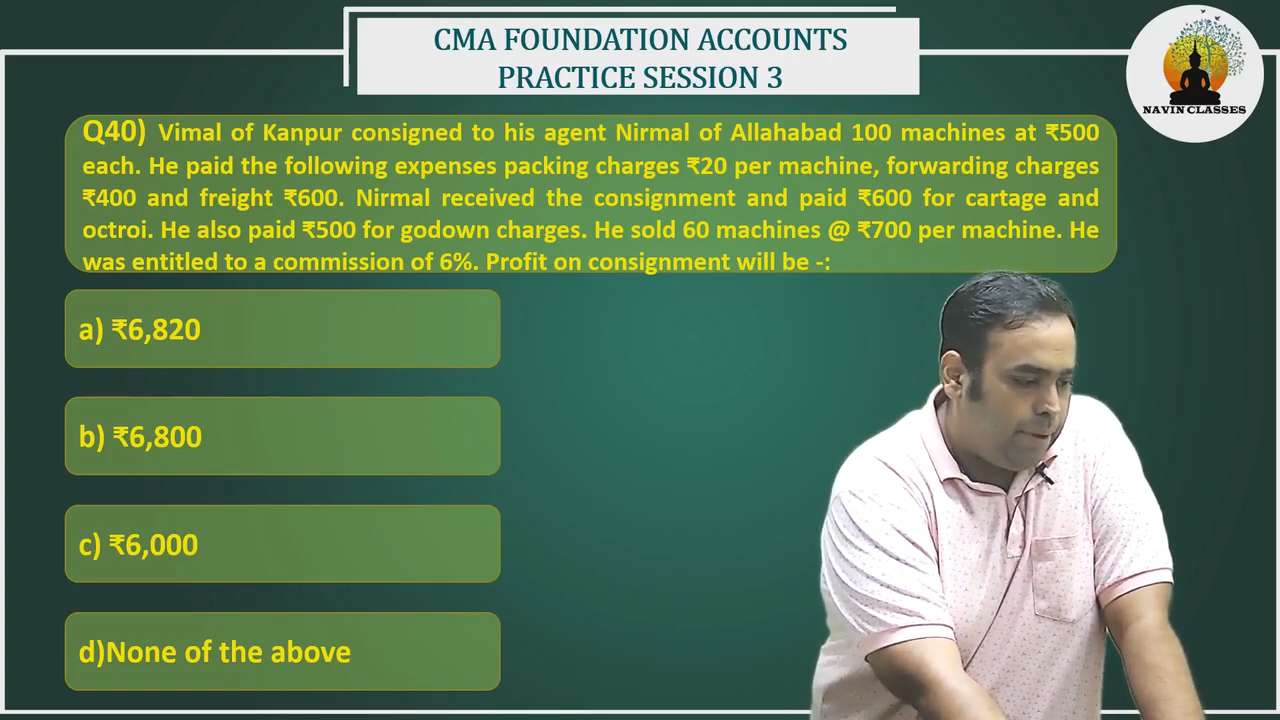 CMA FOUNDATION ACCOUNTS
PRACTICE SESSION 3
NAVIN CLASSES
Q40) Vimal of Kanpur consigned to his agent Nirmal of Allahabad 100 machines at ₹500
each. He paid the following expenses packing charges ₹20 per machine, forwarding charges
₹400 and freight ₹600. Nirmal received the consignment and paid ₹600 for cartage and
octroi. He also paid ₹500 for godown charges. He sold 60 machines @ ₹700 per machine. He
was entitled to a commission of 6%. Profit on consignment will be -:
a) ₹6,820
b) ₹6,800
c) ₹6,000
d)None of the above